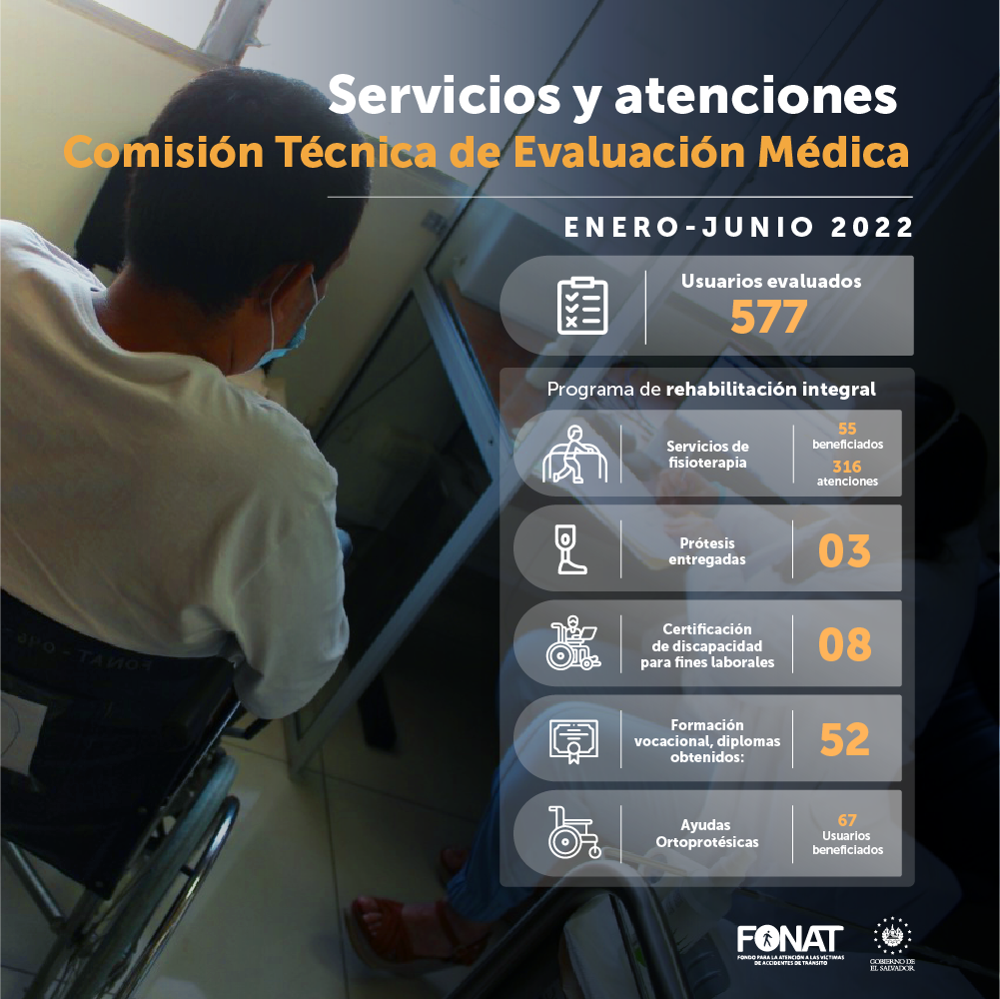 Servicios y atenciones
Comisión Técnica de Evaluación Médica
ENERO-JUNIO 2022
Usuarios evaluados
577
Programa de rehabilitación integral
Servicios de
fisioterapia
55
beneficiados
316
atenciones
Prótesis
entregadas
03
Certificación
de discapacidad
para fines laborales
08
Formación
vocacional, diplomas
obtenidos:
52
Ayudas
Ortoprotésicas
67
Usuarios
beneficiados
FONAT
FONDO PARA LA ATENCIÓN A LAS VÍCTIMAS
DE ACCIDENTES DE TRÁNSITO
GOBIERNO DE
EL SALVADOR